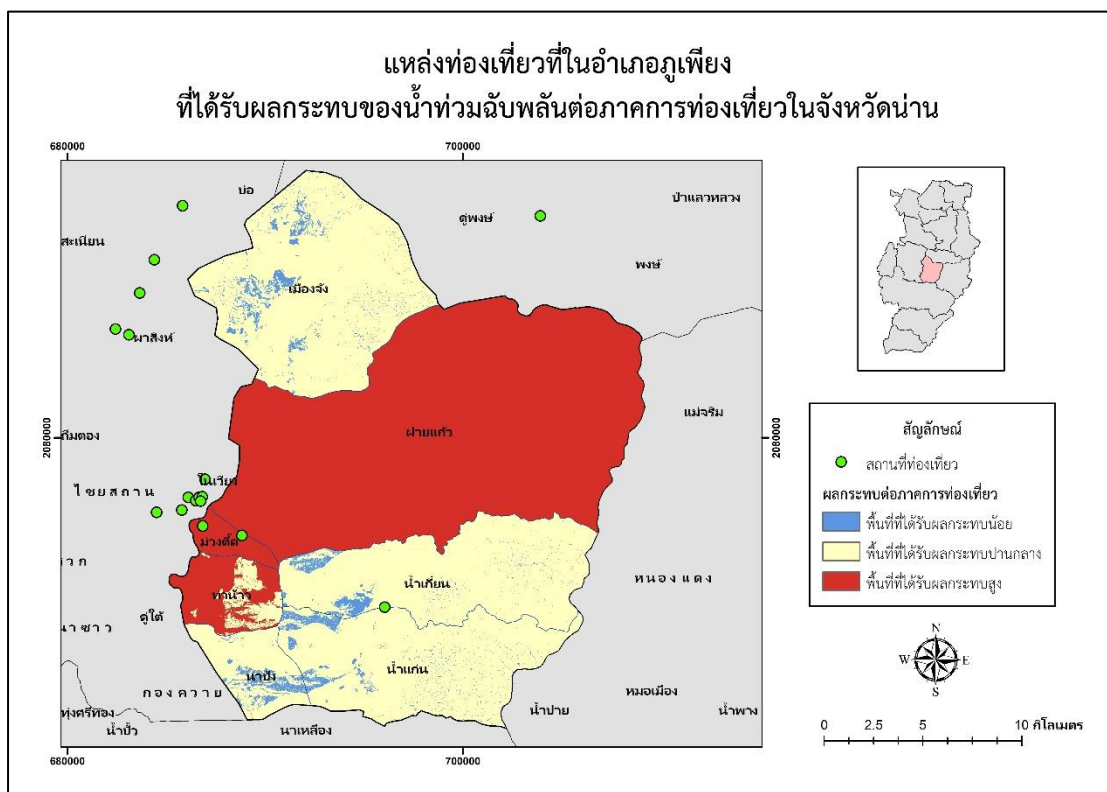 แหล่งท่องเที่ยวที่ในอำเภอภูเพียง
ที่ได้รับผลกระทบของน้ำท่วมฉับพลันต่อภาคการท่องเที่ยวในจังหวัดน่าน
680000
700000
บ่อ
ป่าแลวหลวง
ดู่พงษ์
สะเนียน
พงษ์
เมืองจัง
ผาสิงห์
แม่จริม
ฝายแก้ว
2080000
2080000
ถืมตอง
ในเวียง
ไชยสถาน
ม่วงตึ๊ด
น้ำเกี๋ยน
หนองแดง
ท่าน้าว
ดู่ใต้
นาซาว
น้ำแก่น
นาปัง
กองควาย
หมอเมือง
น้ำปาย
น้ำพาง
ทุ่งศรีทอง
น้ำปั้ว
นาเหลือง
680000
700000
สัญลักษณ์
สถานที่ท่องเที่ยว
ผลกระทบต่อภาคการท่องเที่ยว
พื้นที่ที่ได้รับผลกระทบน้อย
พื้นที่ที่ได้รับผลกระทบปานกลาง
พื้นที่ที่ได้รับผลกระทบสูง
N
W
E
S
0 2.5 5 10 กิโลเมตร